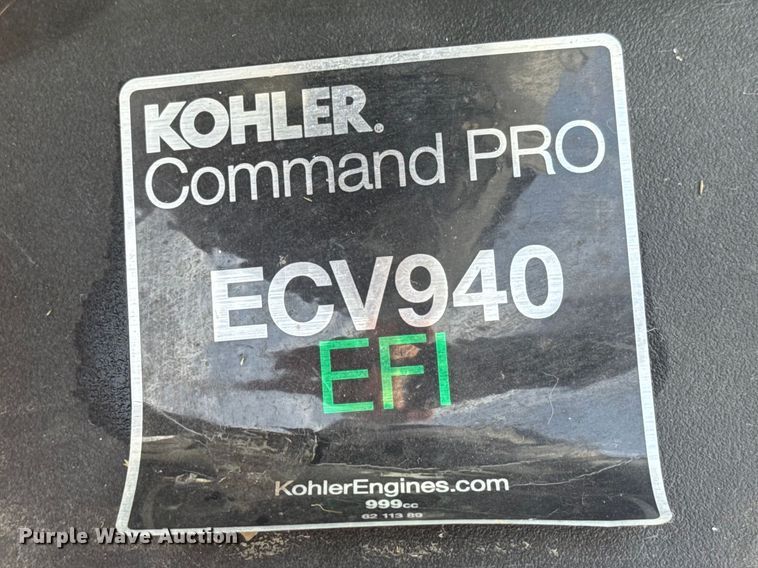 KOHLER®
Command PRO
ECV940
EFI
KohlerEngines.com
999cc
62 113 89
Purple Wave Auction